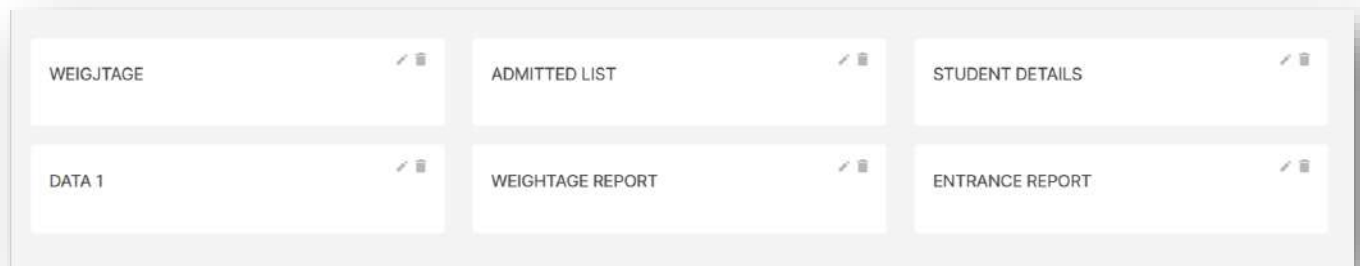 WEIGJTAGE
ADMITTED LIST
STUDENT DETAILS
DATA 1
WEIGHTAGE REPORT
ENTRANCE REPORT